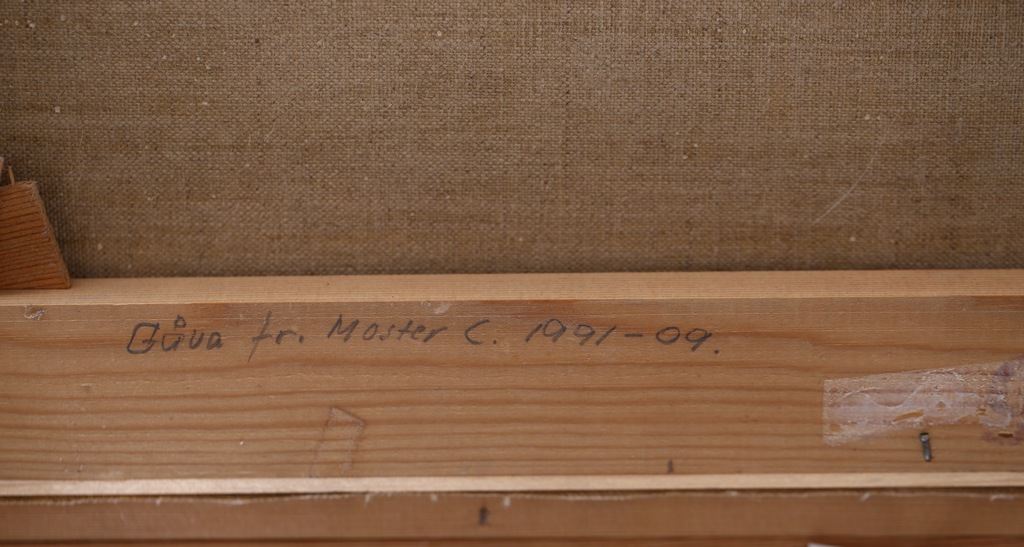 Gåva fr. Moster C. 1991-09.